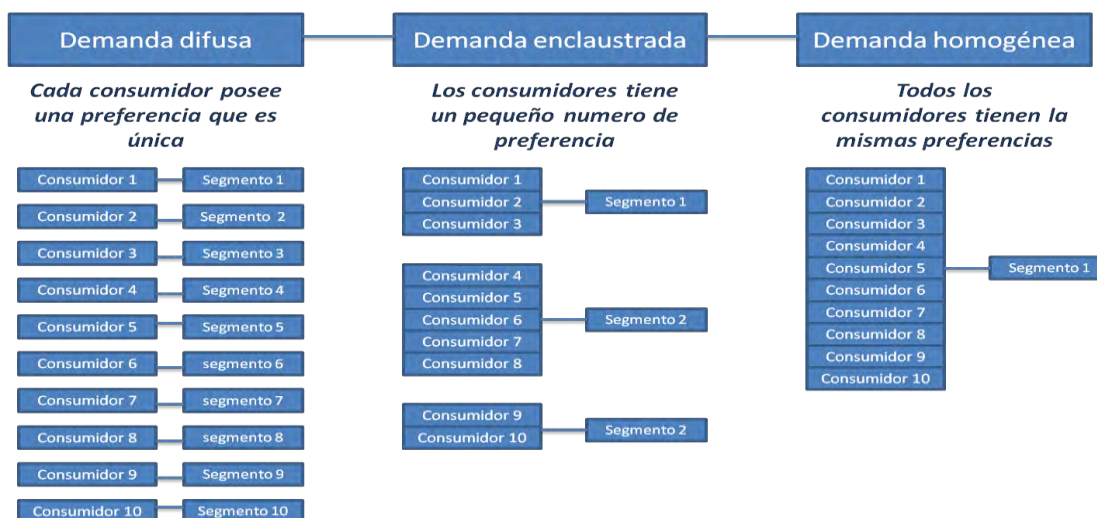 Demanda difusa
Cada consumidor posee
una preferencia que es
única
Consumidor 1
Segmento 1
Consumidor 2
Segmento 2
Consumidor 3
Segmento 3
Consumidor 4
Segmento 4
Consumidor 5
Segmento 5
Consumidor 6
segmento 6
Consumidor 7
segmento 7
Consumidor 8
segmento 8
Consumidor 9
Segmento 9
Consumidor 10
Segmento 10
Demanda enclaustrada
Los consumidores tiene
un pequeño numero de
preferencia
Consumidor 1
Consumidor 2
Consumidor 3
Segmento 1
Consumidor 4
Consumidor 5
Consumidor 6
Consumidor 7
Consumidor 8
Segmento 2
Consumidor 9
Consumidor 10
Segmento 2
Demanda homogénea
Todos los
consumidores tienen la
mismas preferencias
Consumidor 1
Consumidor 2
Consumidor 3
Consumidor 4
Consumidor 5
Consumidor 6
Consumidor 7
Consumidor 8
Consumidor 9
Consumidor 10
Segmento 1